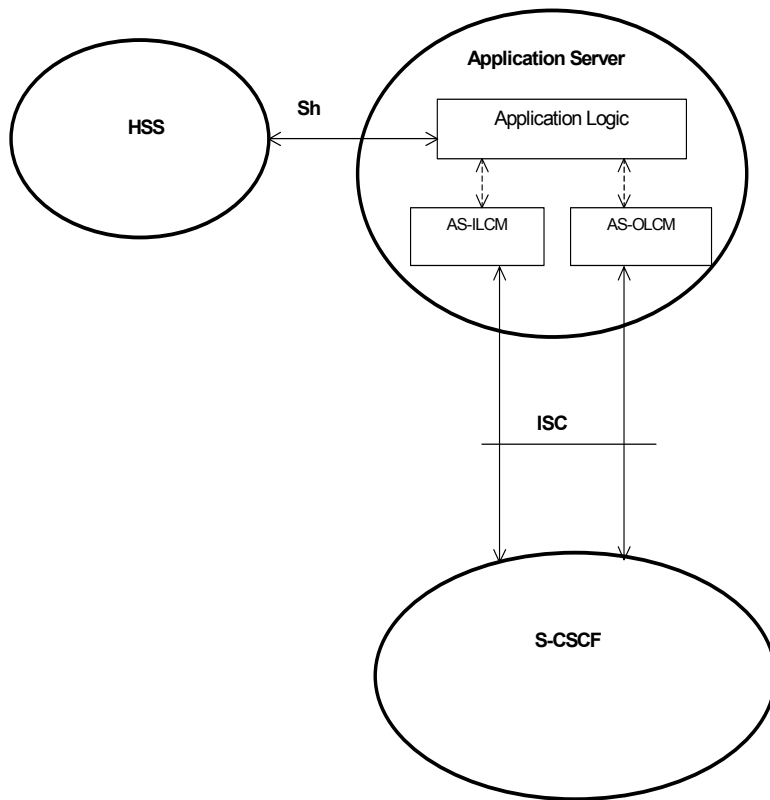 Application Server
HSS
Sh
Application Logic
AS-ILCM
AS-OLCM
ISC
S-CSCF